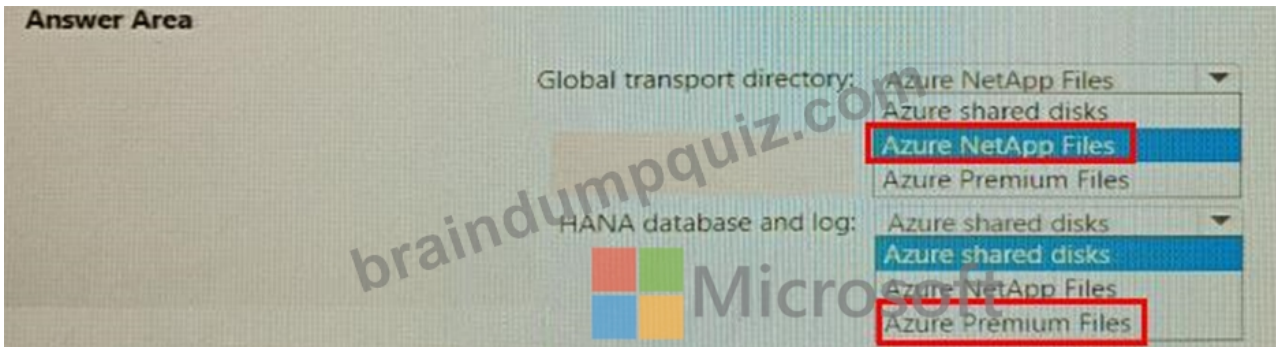 Answer Area
Global transport directory: Azure NetApp Files
Azure shared disks
Azure NetApp Files
Azure Premium Files
HANA database and log: Azure shared disks
Azure shared disks
Azure NetApp Files
Azure Premium Files
braindumpquiz.com
Microsoft